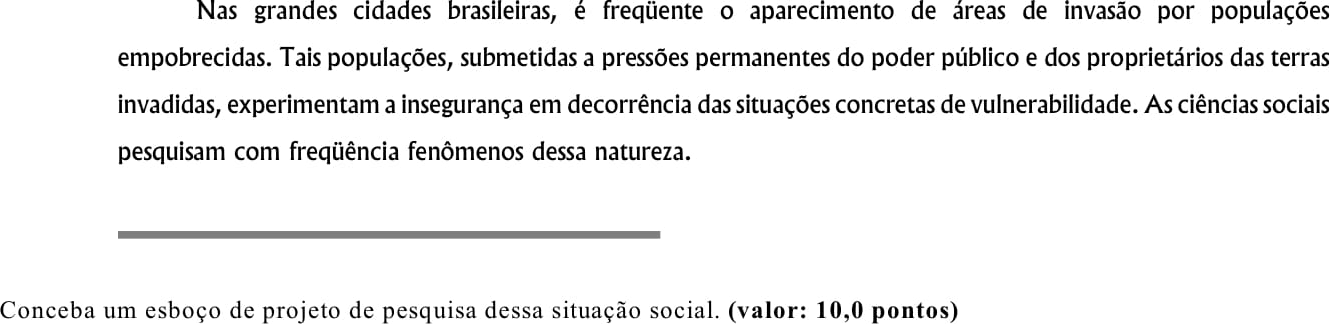 Nas grandes cidades brasileiras, é freqüente o aparecimento de áreas de invasão por populações
empobrecidas. Tais populações, submetidas a pressões permanentes do poder público e dos proprietários das terras
invadidas, experimentam a insegurança em decorrência das situações concretas de vulnerabilidade. As ciências sociais
pesquisam com freqüência fenômenos dessa natureza.
Conceba um esboço de projeto de pesquisa dessa situação social. (valor: 10,0 pontos)